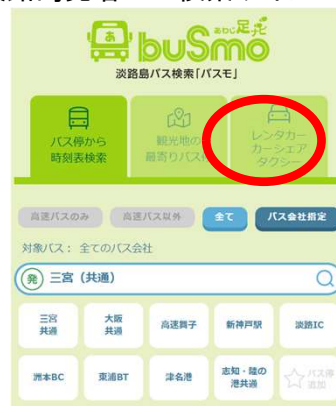 あ
buSmo
あわじ足記
淡路島バス検索「バスモ」
バス停から
時刻表検索
観光地の
最寄りバス停
レンタカー
カーシェア
タクシー
高速バスのみ
高速バス以外
全て
バス会社指定
対象バス： 全てのバス会社
発 三宮（共通）
三宮
共通
大阪
共通
高速舞子
新神戸駅
淡路IC
洲本BC
東浦BT
津名港
志知・陸の
港共通
バス停
追加